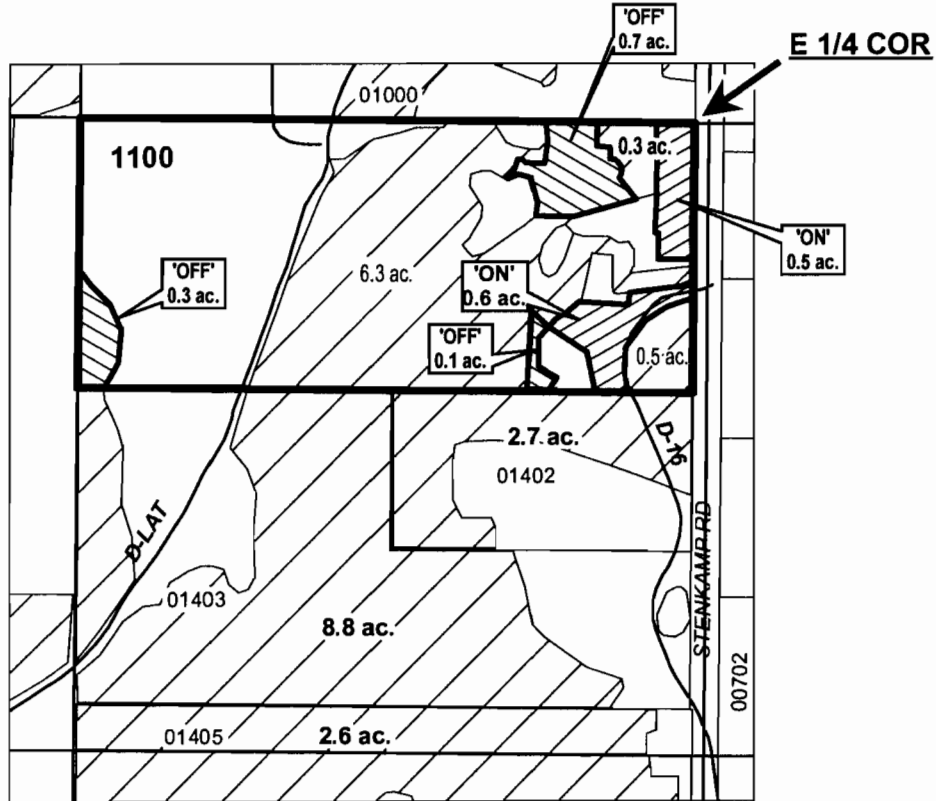 'OFF'
0.7 ac.
E 1/4 COR
01000
1100
0.3 ac.
'ON'
0.5 ac.
6.3 ac.
'OFF'
0.3 ac.
'ON'
0.6 ac.
'OFF'
0.1 ac.
0.5 ac.
2.7 ac.
D-16
01402
D-LAT
STENKAMP RD
01403
8.8 ac.
00702
01405
2.6 ac.